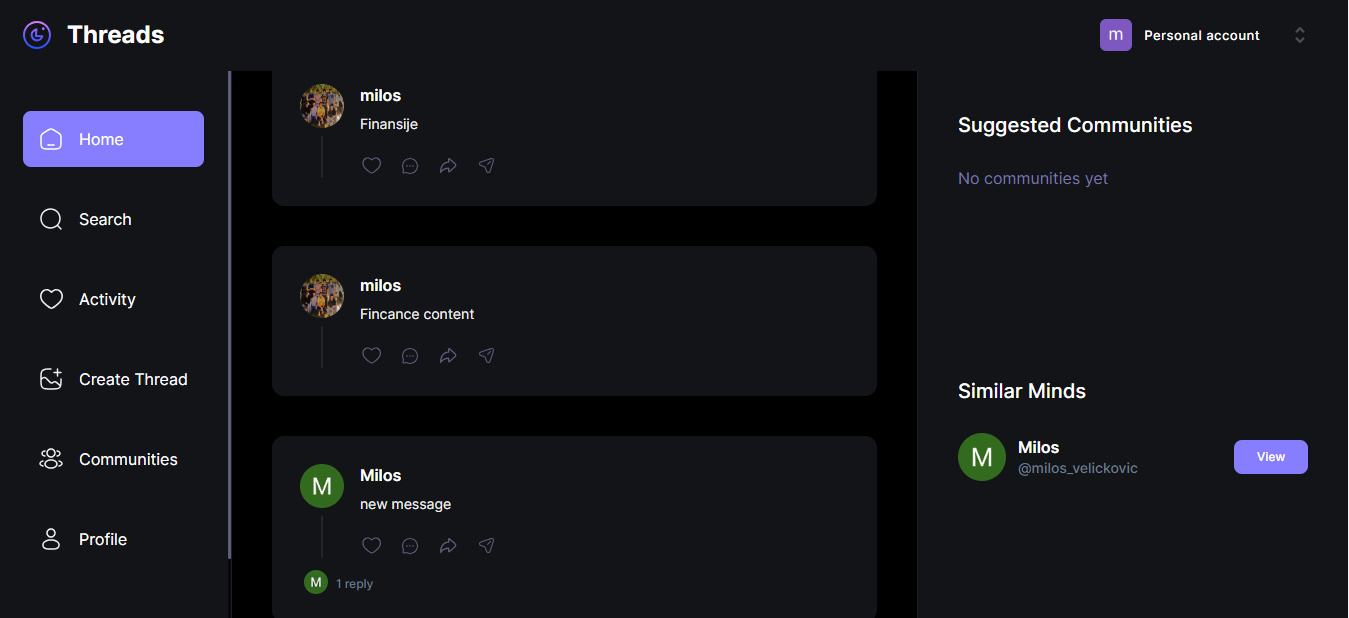 Threads
m
Personal account
Home
Search
Activity
Create Thread
Communities
Profile
milos
Finansije
milos
Fincance content
M
Milos
new message
M
1 reply
Suggested Communities
No communities yet
Similar Minds
M
Milos
@milos_velickovic
View